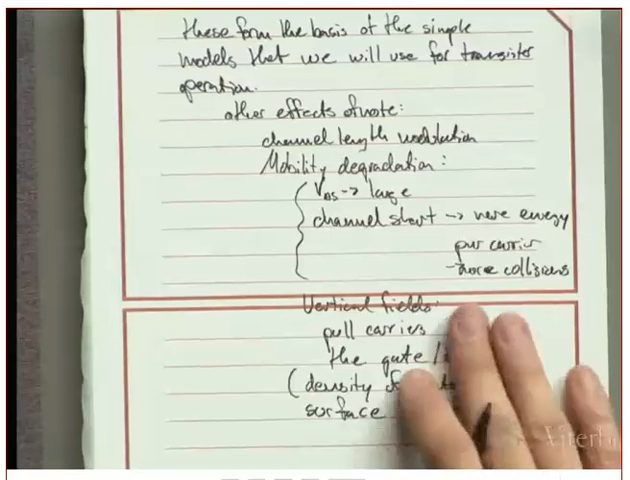 these form the basis of the simple
models that we will use for transistor
operation.
other effects of note:
channel length modulation
Mobility degradation:
V_DS -> large
channel short -> more energy
per carrier
- more collisions
Vertical fields:
pull carriers
the gate /
(density
surface
Viterbi